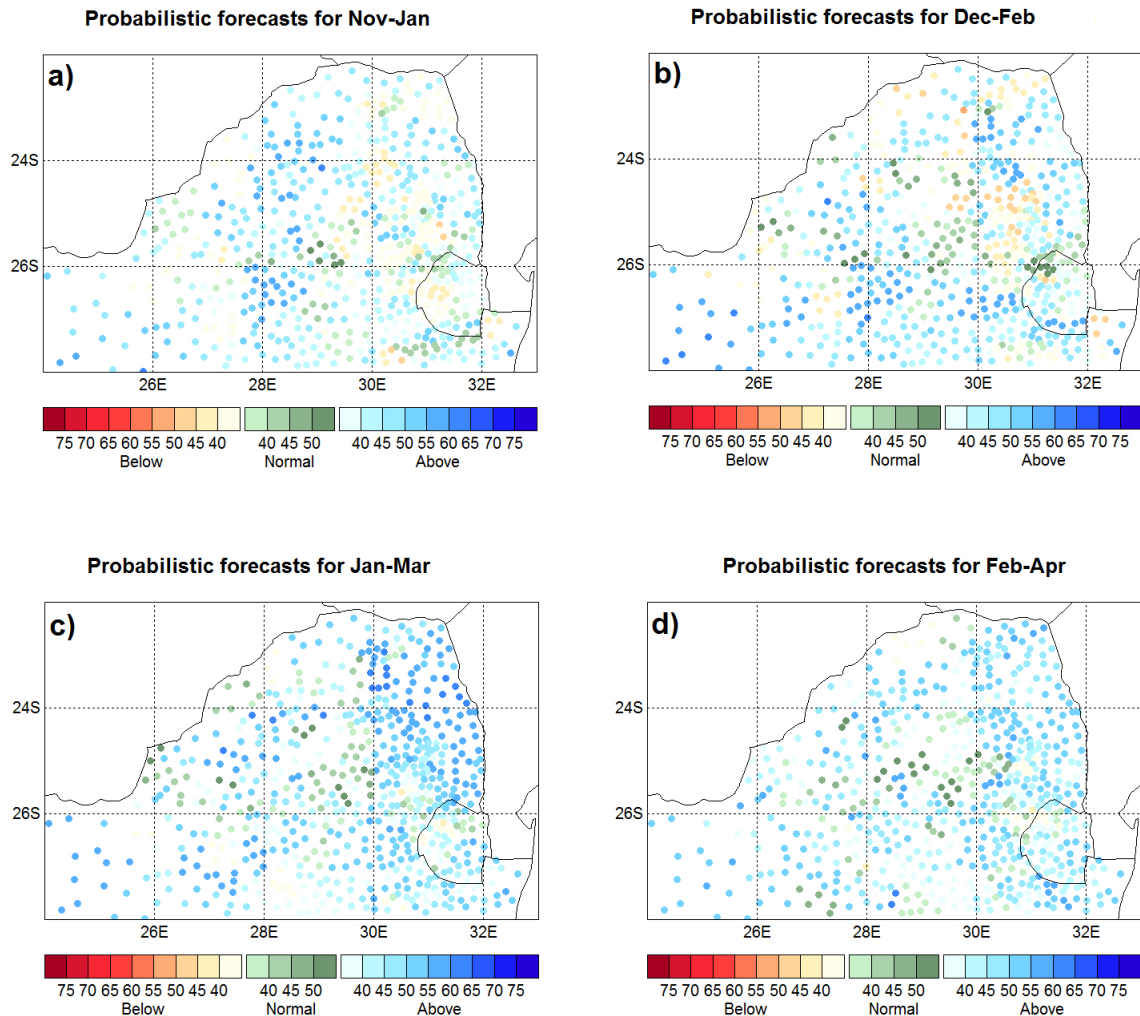 Probabilistic forecasts for Nov-Jan
a)
24S
26S
26E 28E 30E 32E
75 70 65 60 55 50 45 40 40 45 50 40 45 50 55 60 65 70 75
Below Normal Above
Probabilistic forecasts for Dec-Feb
b)
24S
26S
26E 28E 30E 32E
75 70 65 60 55 50 45 40 40 45 50 40 45 50 55 60 65 70 75
Below Normal Above
Probabilistic forecasts for Jan-Mar
c)
24S
26S
26E 28E 30E 32E
75 70 65 60 55 50 45 40 40 45 50 40 45 50 55 60 65 70 75
Below Normal Above
Probabilistic forecasts for Feb-Apr
d)
24S
26S
26E 28E 30E 32E
75 70 65 60 55 50 45 40 40 45 50 40 45 50 55 60 65 70 75
Below Normal Above